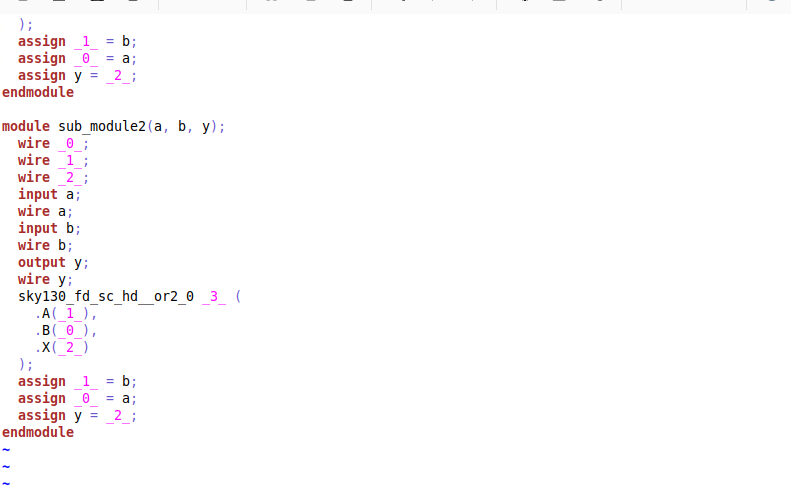 );
  assign _1_ = b;
  assign _0_ = a;
  assign y = _2_;
endmodule
module sub_module2(a, b, y);
  wire _0_;
  wire _1_;
  wire _2_;
  input a;
  wire a;
  input b;
  wire b;
  output y;
  wire y;
  sky130_fd_sc_hd__or2_0 _3_ (
    .A(_1_),
    .B(_0_),
    .X(_2_)
  );
  assign _1_ = b;
  assign _0_ = a;
  assign y = _2_;
endmodule
~
~
~